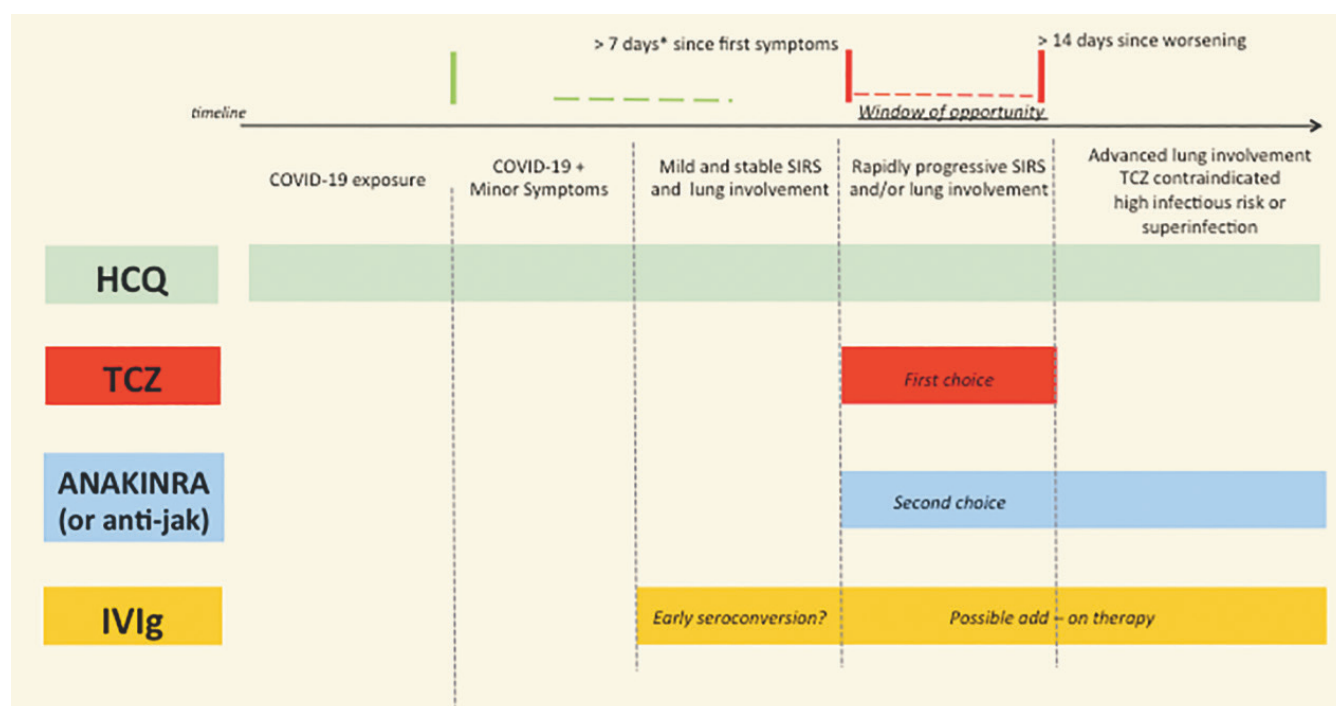 > 7 days* since first symptoms
> 14 days since worsening
timeline
Window of opportunity
COVID-19 exposure
COVID-19 +
Minor Symptoms
Mild and stable SIRS
and lung involvement
Rapidly progressive SIRS
and/or lung involvement
Advanced lung involvement
TCZ contraindicated
high infectious risk or
superinfection
HCQ
TCZ
First choice
ANAKINRA
(or anti-jak)
Second choice
IVIg
Early seroconversion?
Possible add – on therapy